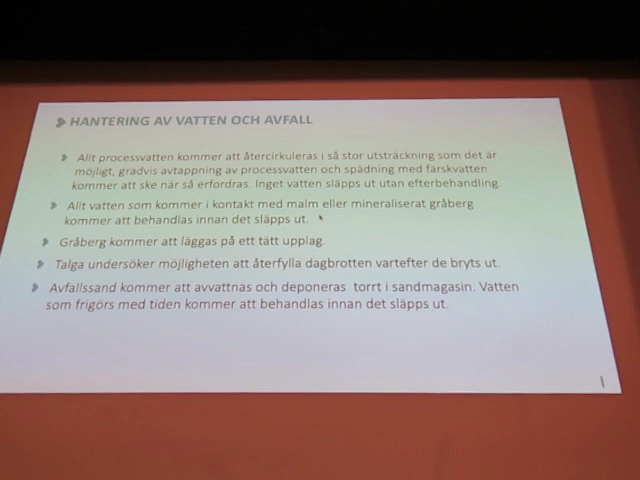 HANTERING AV VATTEN OCH AVFALL
Allt processvatten kommer att återcirkuleras i så stor utsträckning som det är
möjligt, gradvis avtappning av processvatten och spädning med färskvatten
kommer att ske när så erfordras. Inget vatten släpps ut utan efterbehandling.
Allt vatten som kommer i kontakt med malm eller mineraliserat gråberg
kommer att behandlas innan det släpps ut.
Gråberg kommer att läggas på ett tätt upplag.
Talga undersöker möjligheten att återfylla dagbrotten vartefter de bryts ut.
Avfallssand kommer att avvattnas och deponeras torrt i sandmagasin. Vatten
som frigörs med tiden kommer att behandlas innan det släpps ut.